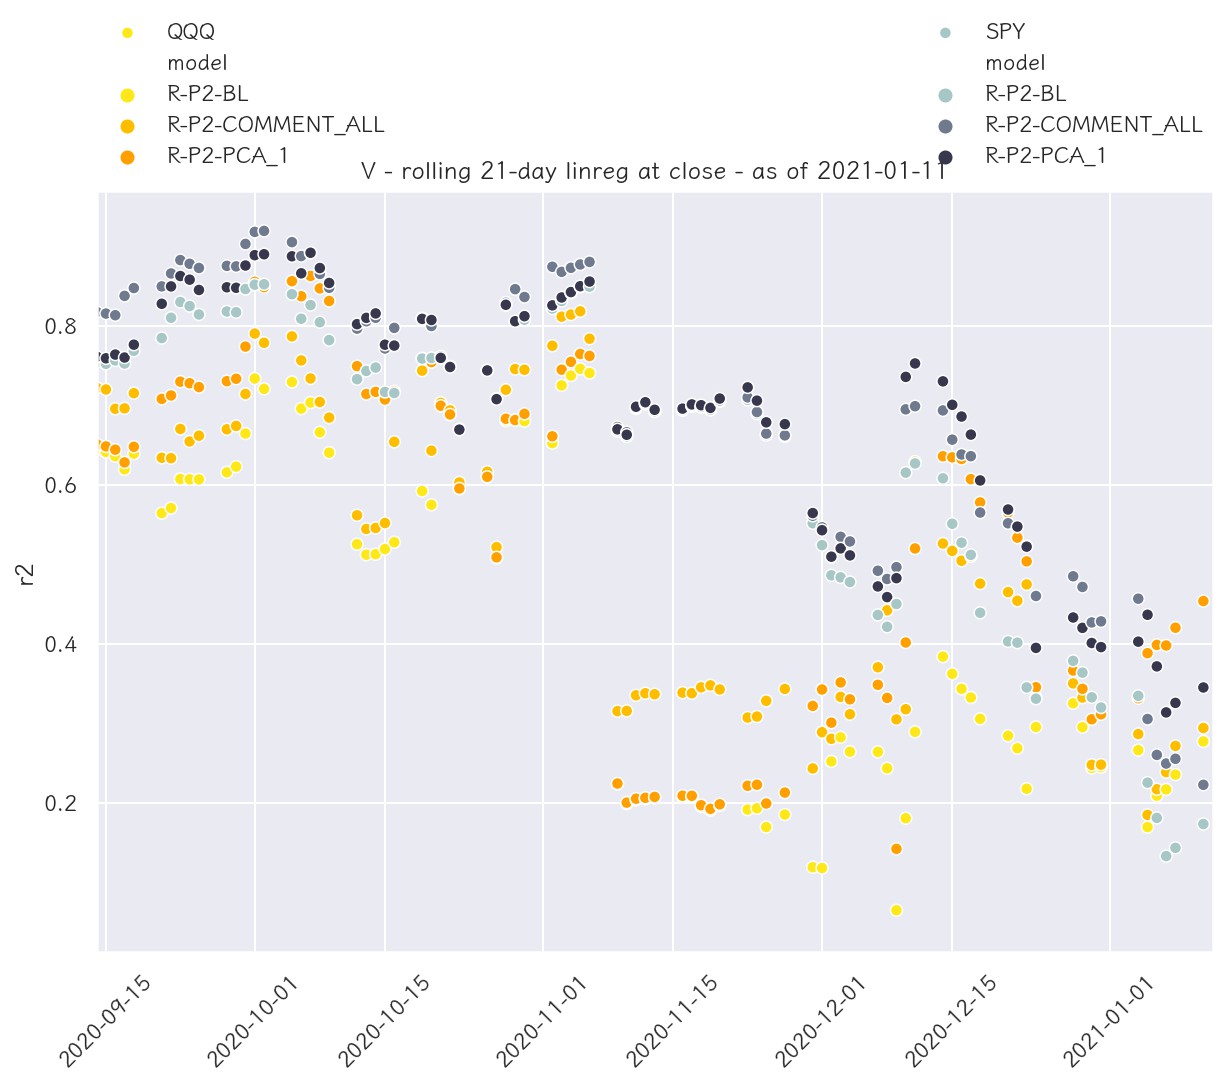 QQQ
model
R-P2-BL
R-P2-COMMENT_ALL
R-P2-PCA_1
SPY
model
R-P2-BL
R-P2-COMMENT_ALL
R-P2-PCA_1
V - rolling 21-day linreg at close - as of 2021-01-11
r2
0.8
0.6
0.4
0.2
2020-09-15
2020-10-01
2020-10-15
2020-11-01
2020-11-15
2020-12-01
2020-12-15
2021-01-01